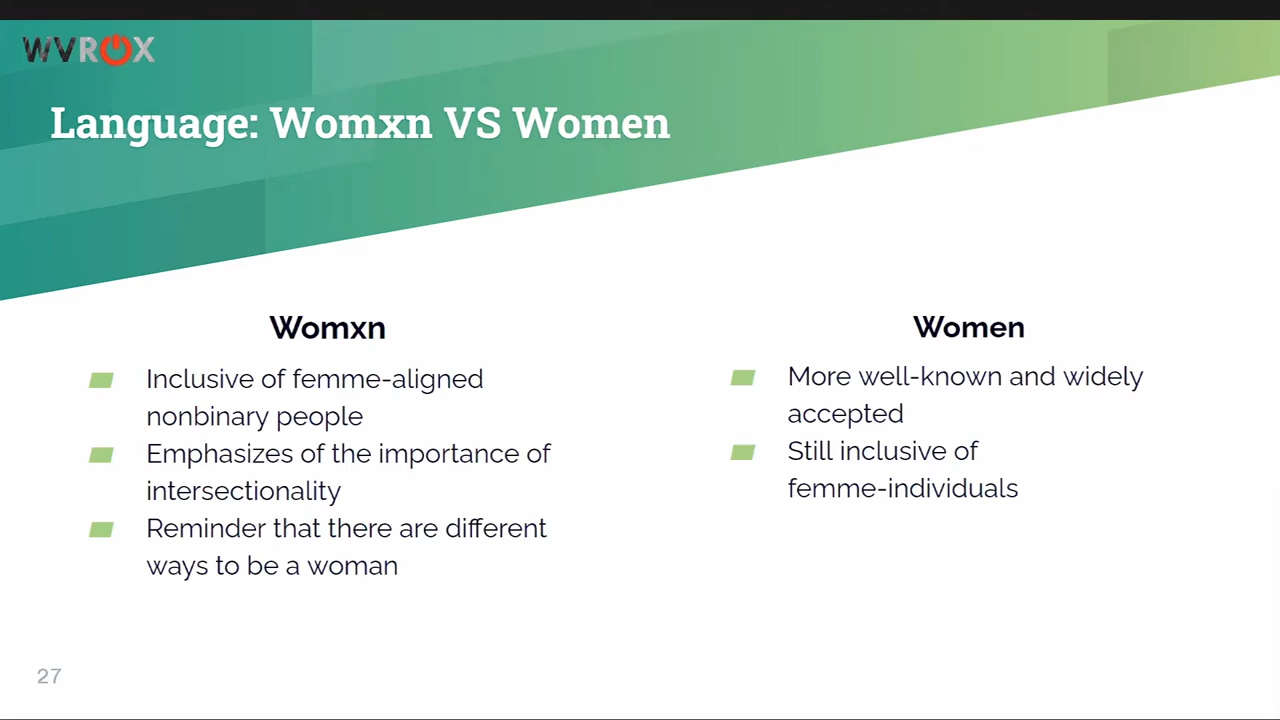 WVROX
Language: Womxn VS Women
Womxn
Inclusive of femme-aligned
nonbinary people
Emphasizes of the importance of
intersectionality
Reminder that there are different
ways to be a woman
Women
More well-known and widely
accepted
Still inclusive of
femme-individuals
27